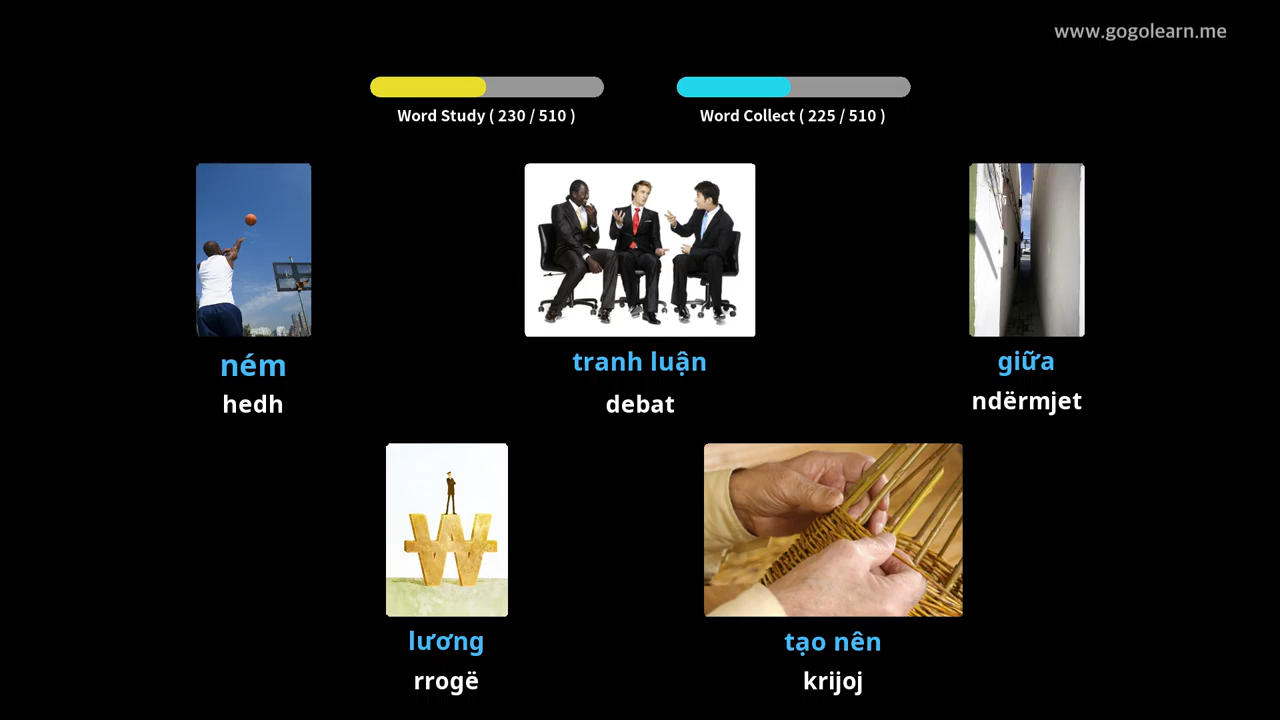 www.gogolearn.me
Word Study ( 230 / 510 )
Word Collect ( 225 / 510 )
ném
hedh
tranh luận
debat
giữa
ndërmjet
lương
rrogë
tạo nên
krijoj